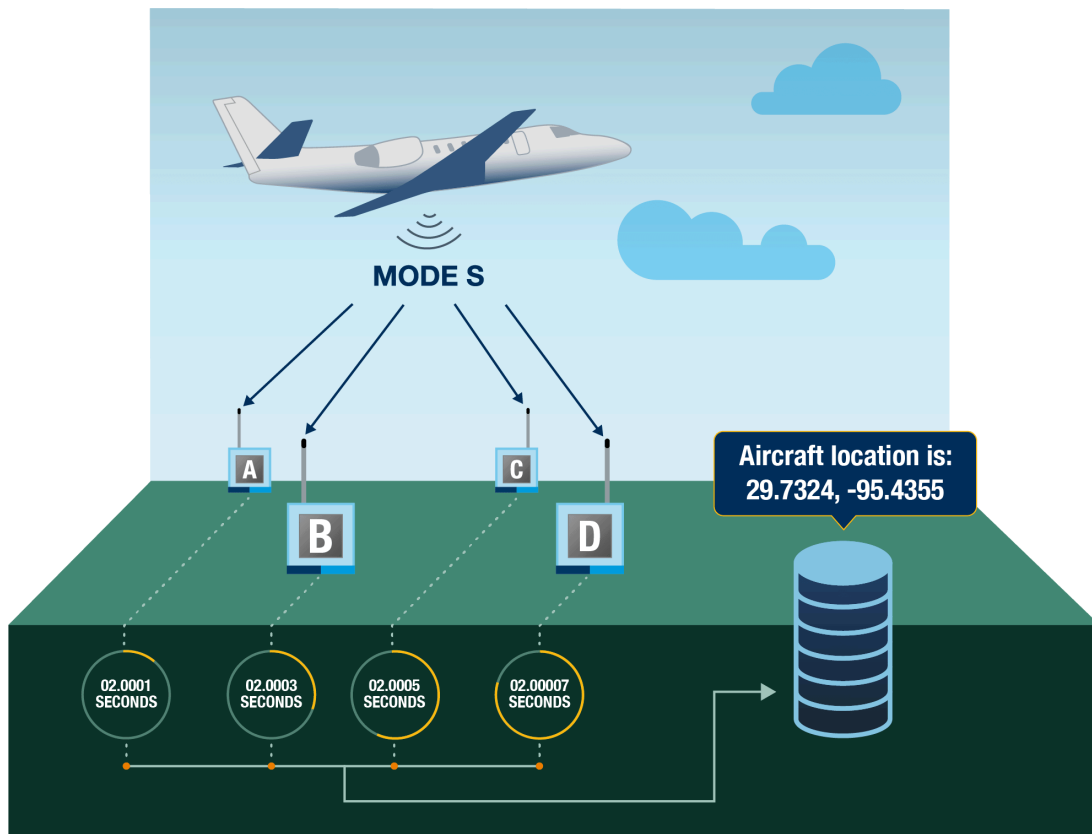 MODE S
A
B
C
D
Aircraft location is:
29.7324, -95.4355
02.0001
SECONDS
02.0003
SECONDS
02.0005
SECONDS
02.00007
SECONDS